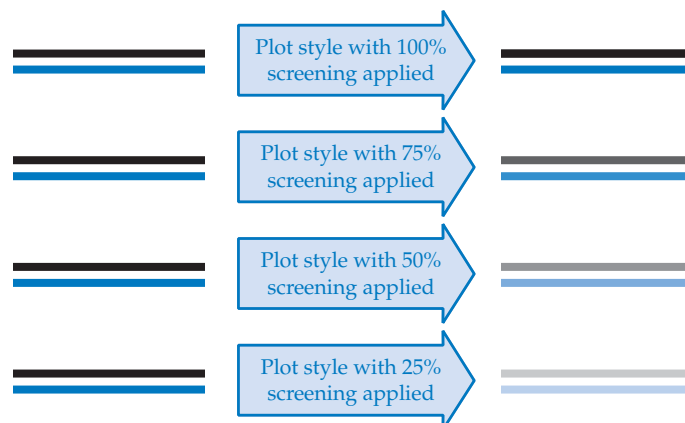 Plot style with 100%
screening applied
Plot style with 75%
screening applied
Plot style with 50%
screening applied
Plot style with 25%
screening applied